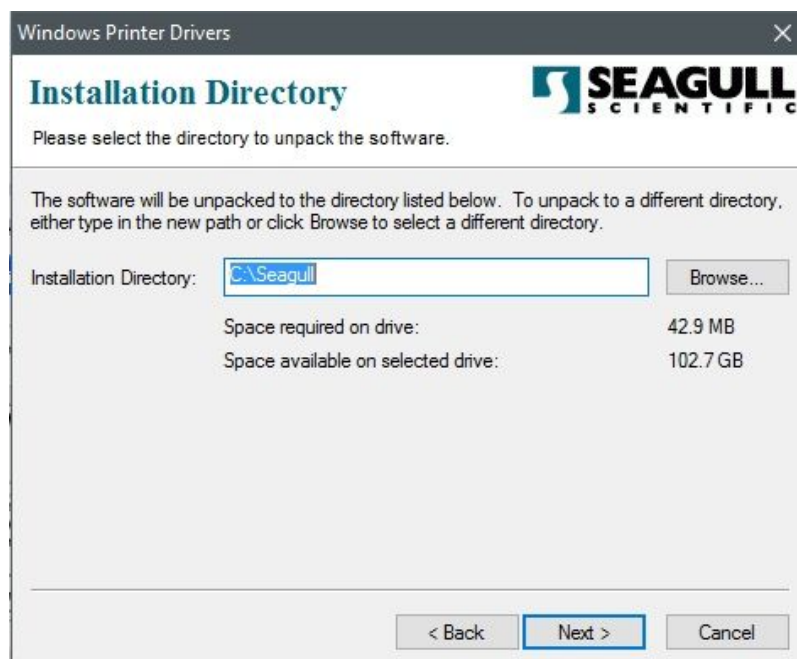 Windows Printer Drivers
SEAGULL
SCIENTIFIC
Installation Directory
Please select the directory to unpack the software.
The software will be unpacked to the directory listed below. To unpack to a different directory,
either type in the new path or click Browse to select a different directory.
Installation Directory: C:\Seagull Browse...
Space required on drive: 42.9 MB
Space available on selected drive: 102.7 GB
< Back Next > Cancel